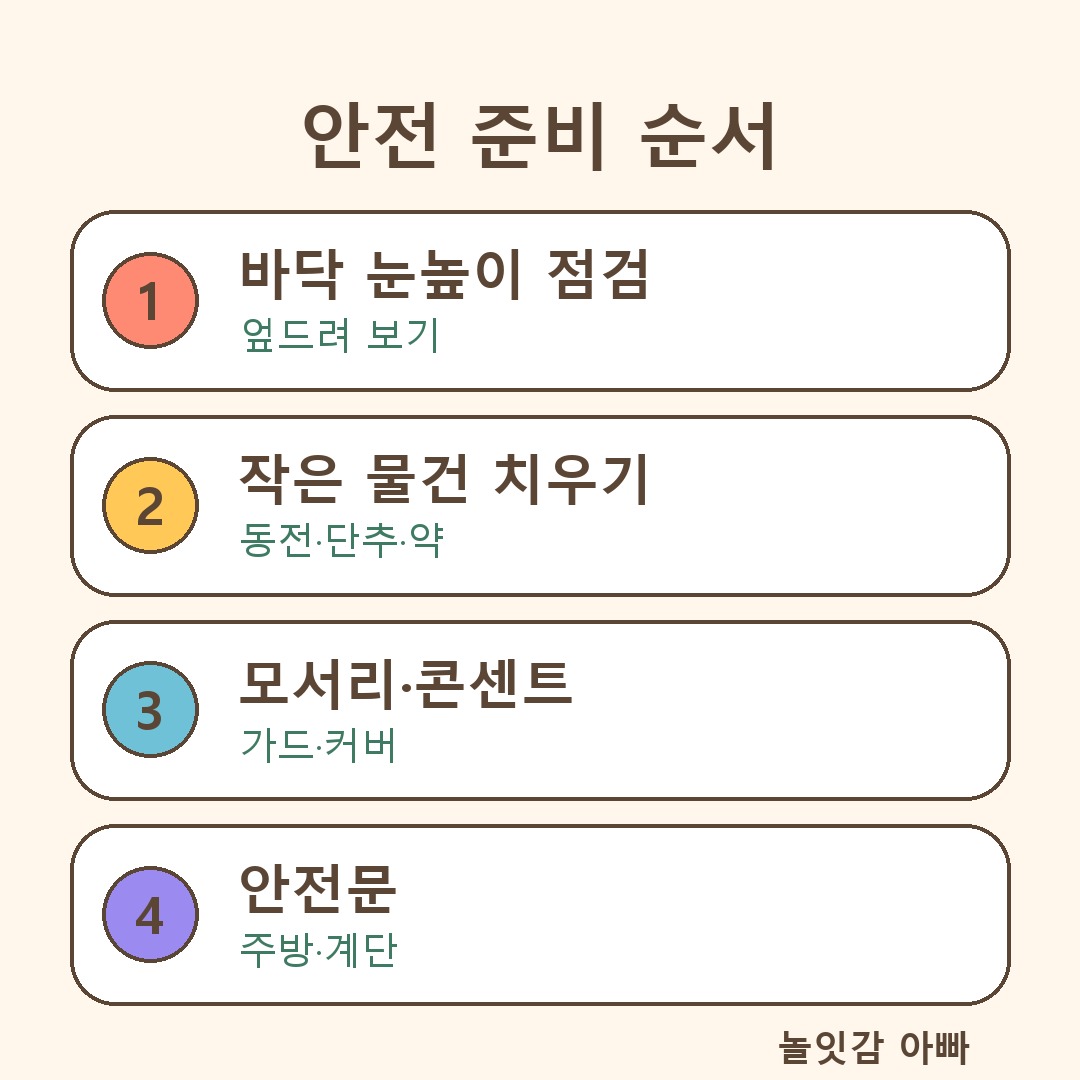 안전 준비 순서
1
바닥 눈높이 점검
엎드려 보기
2
작은 물건 치우기
동전·단추·약
3
모서리·콘센트
가드·커버
4
안전문
주방·계단
놀잇감 아빠